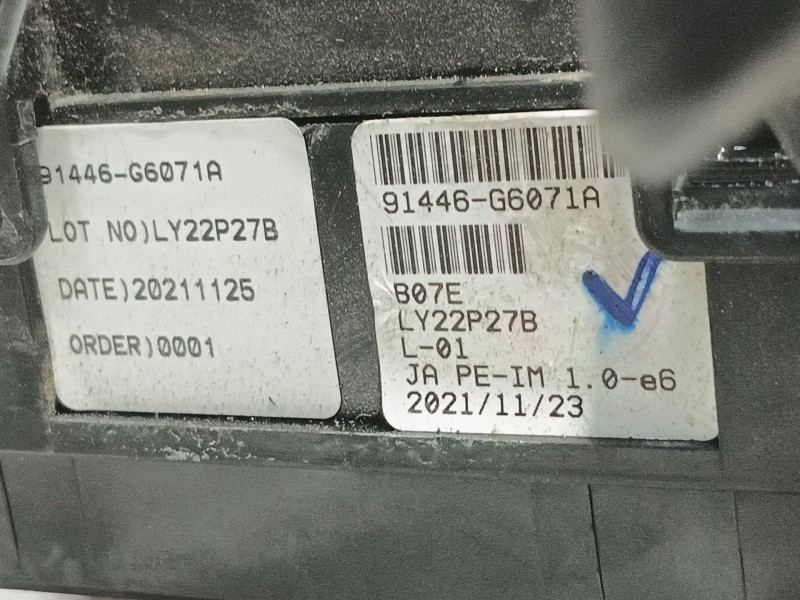 91446-G6071A
LOT NO)LY22P27B
DATE)20211125
ORDER)0001
91446-G6071A
B07E
LY22P27B
L-01
JA PE-IM 1.0-e6
2021/11/23